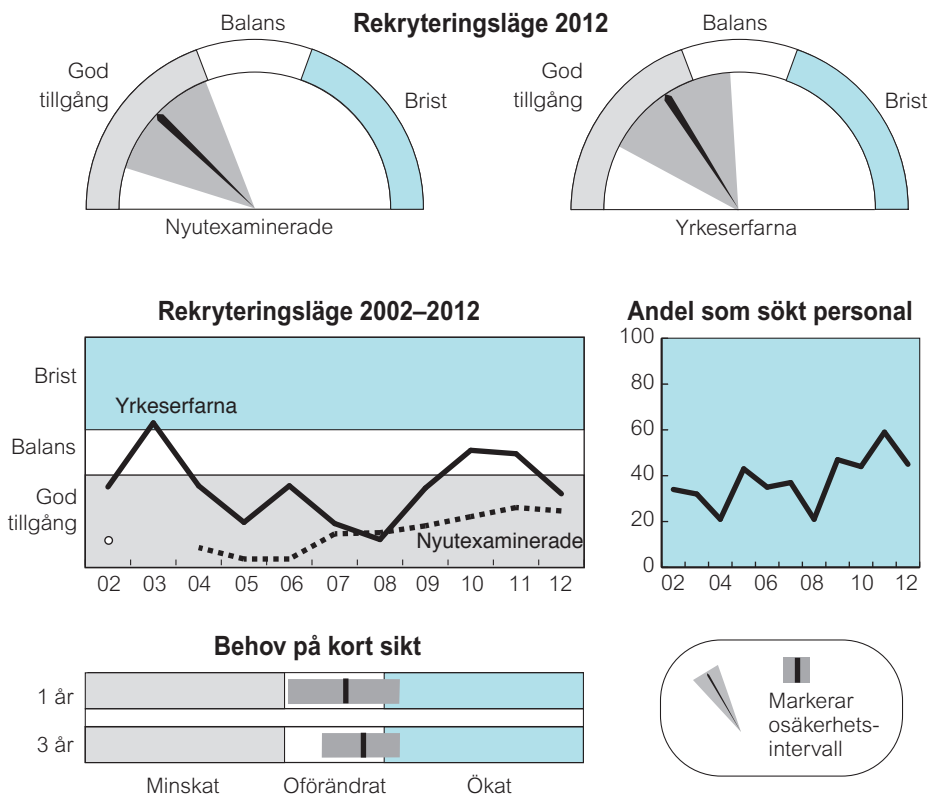 Rekryteringsläge 2012
Balans
God
tillgång
Brist
Nyutexaminerade
Balans
God
tillgång
Brist
Yrkeserfarna
Rekryteringsläge 2002–2012
Brist
Balans
God
tillgång
Yrkeserfarna
Nyutexaminerade
02 03 04 05 06 07 08 09 10 11 12
Andel som sökt personal
100
80
60
40
20
0
02 04 06 08 10 12
Behov på kort sikt
1 år
3 år
Minskat Oförändrat Ökat
Markerar
osäkerhets-
intervall